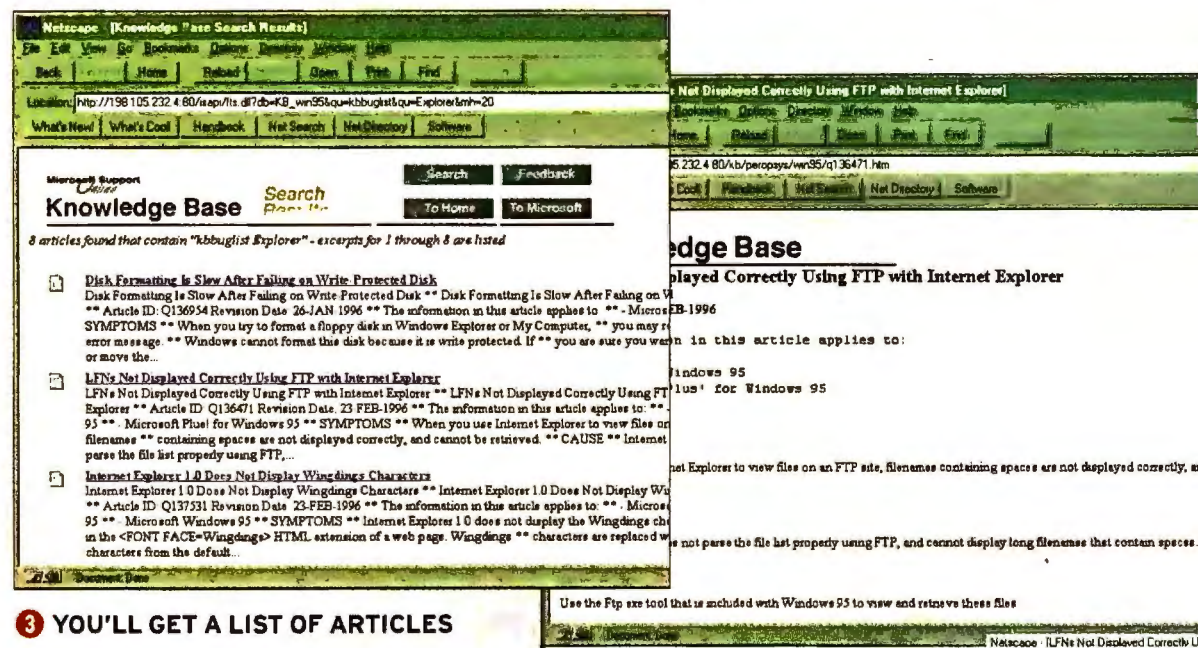 Netscape - [Knowledge Base Search Results]
File Edit View Go Bookmarks Options Directory Window Help
Back Home Reload Open Print Find
Location: http://198.105.232.4:80/isapi/lts.dll?db=KB_win95&qu=kbbuglist&qu=Explorer&mh=20
What's New! What's Cool Handbook Net Search Net Directory Software
Microsoft Support
Online
Knowledge Base
Search
Results
Search Feedback
To Home To Microsoft
8 articles found that contain "kbbuglist Explorer" - excerpts for 1 through 8 are listed
Disk Formatting Is Slow After Failing on Write-Protected Disk
Disk Formatting Is Slow After Failing on Write-Protected Disk ** Disk Formatting Is Slow After Failing on W
** Article ID: Q136954 Revision Date: 26-JAN-1996 ** The information in this article applies to: ** - Micros
SYMPTOMS ** When you try to format a floppy disk in Windows Explorer or My Computer, ** you may re
error message: ** Windows cannot format this disk because it is write protected. If ** you are sure you wan
or move the...
LFNs Not Displayed Correctly Using FTP with Internet Explorer
LFNs Not Displayed Correctly Using FTP with Internet Explorer ** LFNs Not Displayed Correctly Using FT
Explorer ** Article ID: Q136471 Revision Date: 23-FEB-1996 ** The information in this article applies to: ** -
95 ** - Microsoft Plus! for Windows 95 ** SYMPTOMS ** When you use Internet Explorer to view files on
filenames ** containing spaces are not displayed correctly, and cannot be retrieved. ** CAUSE ** Internet
parse the file list properly using FTP,...
Internet Explorer 1.0 Does Not Display Wingdings Characters
Internet Explorer 1.0 Does Not Display Wingdings Characters ** Internet Explorer 1.0 Does Not Display Wi
** Article ID: Q137531 Revision Date: 23-FEB-1996 ** The information in this article applies to: ** - Micros
95 ** - Microsoft Windows 95 ** SYMPTOMS ** Internet Explorer 1.0 does not display the Wingdings ch
in the <FONT FACE=Wingdings> HTML extension of a web page. Wingdings ** characters are replaced w
characters from the default...
Document: Done
3 YOU'LL GET A LIST OF ARTICLES
s Not Displayed Correctly Using FTP with Internet Explorer]
Bookmarks Options Directory Window Help
Home Reload Open Print Find
5.232.4:80/kb/peropsys/win95/q136471.htm
Cool Handbook Net Search Net Directory Software
edge Base
played Correctly Using FTP with Internet Explorer
EB-1996
n in this article applies to:
indows 95
lus! for Windows 95
net Explorer to view files on an FTP site, filenames containing spaces are not displayed correctly, a
s not parse the file list properly using FTP, and cannot display long filenames that contain spaces.
Use the Ftp.exe tool that is included with Windows 95 to view and retrieve these files
Document: Done
Netscape - [LFNs Not Displayed Correctly U